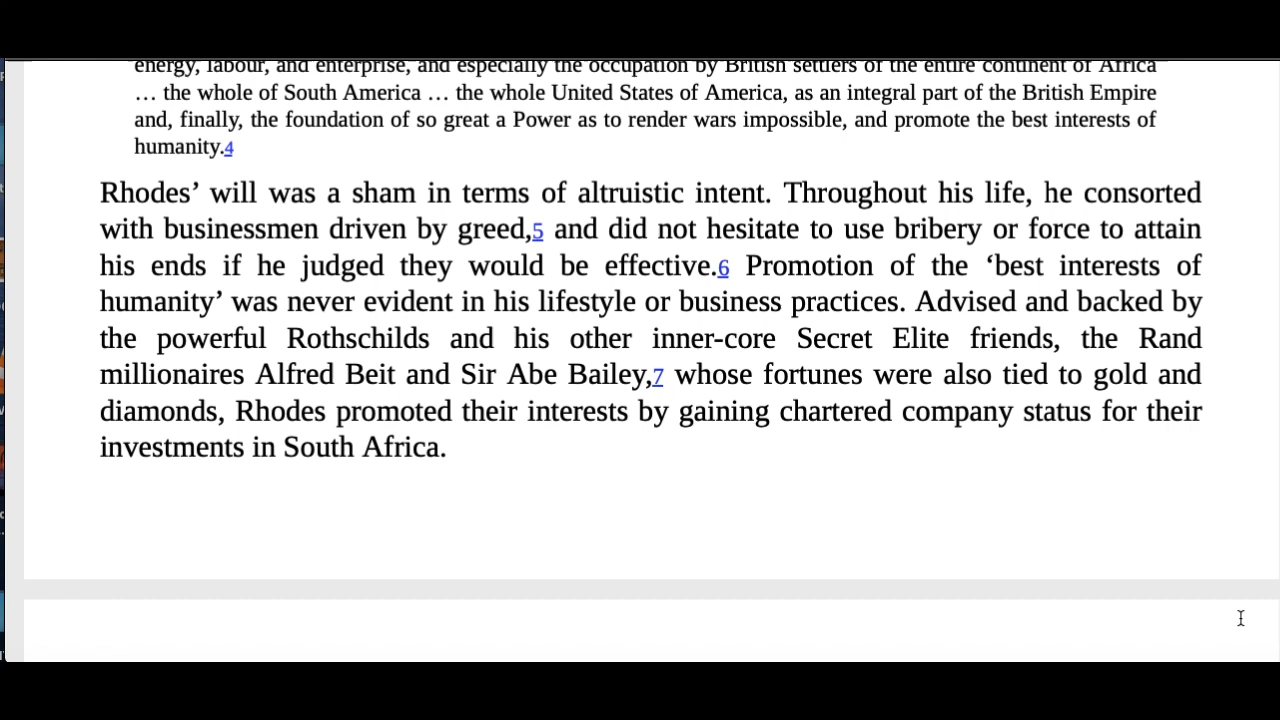 energy, labour, and enterprise, and especially the occupation by British settlers of the entire continent of Africa
… the whole of South America … the whole United States of America, as an integral part of the British Empire
and, finally, the foundation of so great a Power as to render wars impossible, and promote the best interests of
humanity.4
Rhodes’ will was a sham in terms of altruistic intent. Throughout his life, he consorted
with businessmen driven by greed,5 and did not hesitate to use bribery or force to attain
his ends if he judged they would be effective.6 Promotion of the ‘best interests of
humanity’ was never evident in his lifestyle or business practices. Advised and backed by
the powerful Rothschilds and his other inner-core Secret Elite friends, the Rand
millionaires Alfred Beit and Sir Abe Bailey,7 whose fortunes were also tied to gold and
diamonds, Rhodes promoted their interests by gaining chartered company status for their
investments in South Africa.